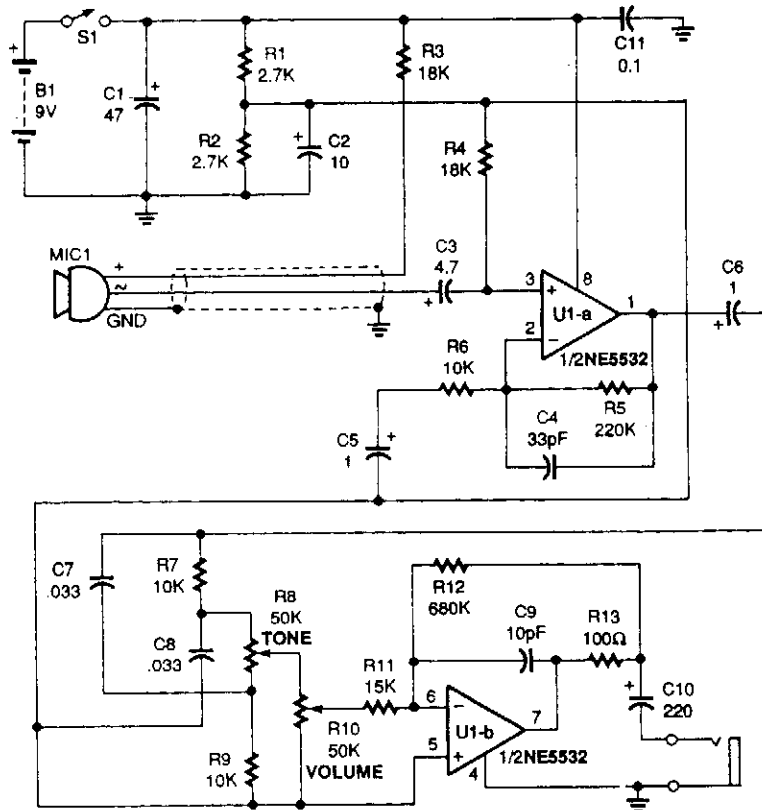 S1
+
B1
9V
C1
47
+
R1
2.7K
R2
2.7K
+
C2
10
R3
18K
R4
18K
C11
0.1
MIC1
+
~
GND
C3
4.7
+
3
+
8
U1-a
1
2
−
1/2NE5532
C6
1
+
R6
10K
R5
220K
C4
33pF
C5
1
+
C7
.033
R7
10K
C8
.033
R8
50K
TONE
R9
10K
R10
50K
VOLUME
R11
15K
R12
680K
C9
10pF
R13
100Ω
6
−
U1-b
7
5
+
4
1/2NE5532
+
C10
220